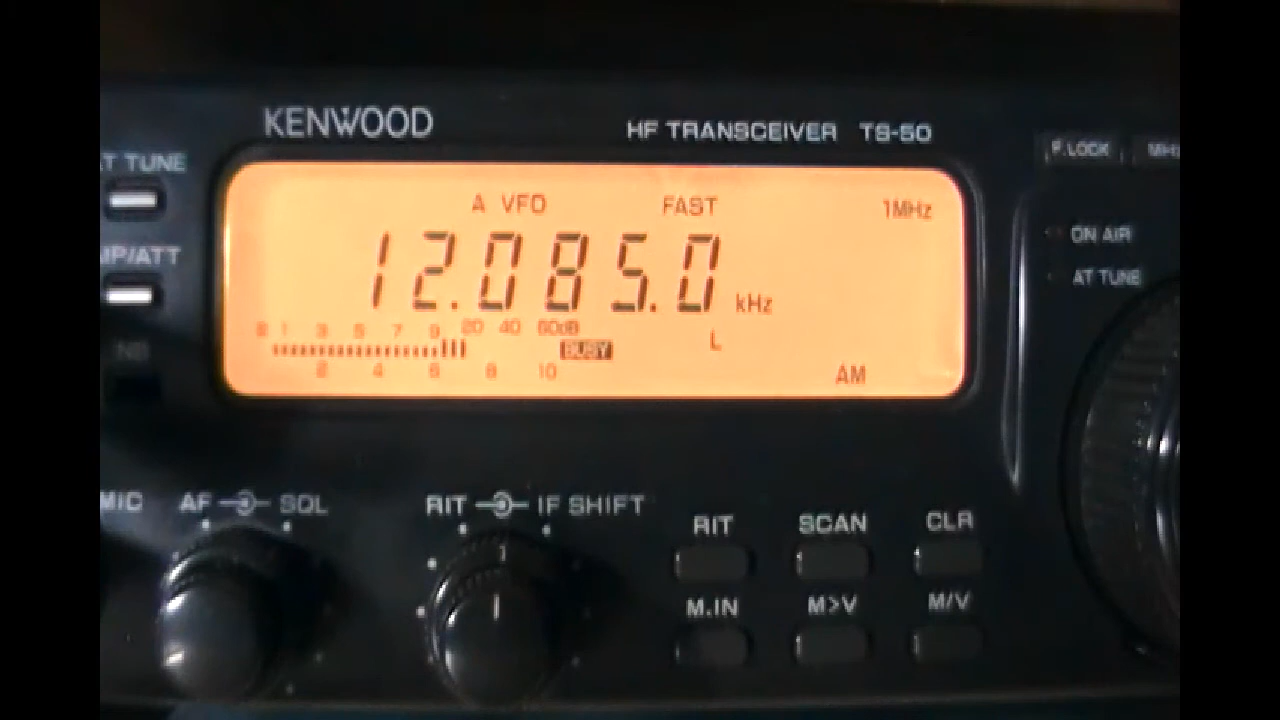 KENWOOD
HF TRANSCEIVER TS-50
AT TUNE
F.LOCK
A VFO FAST 1MHz
ON AIR
12.085.0 kHz
AT TUNE
1 3 5 7 9 20 40 60dB
BUSY L
2 4 6 8 10
AM
NB
MIC AF SQL RIT IF SHIFT
RIT SCAN CLR
M.IN M>V M/V